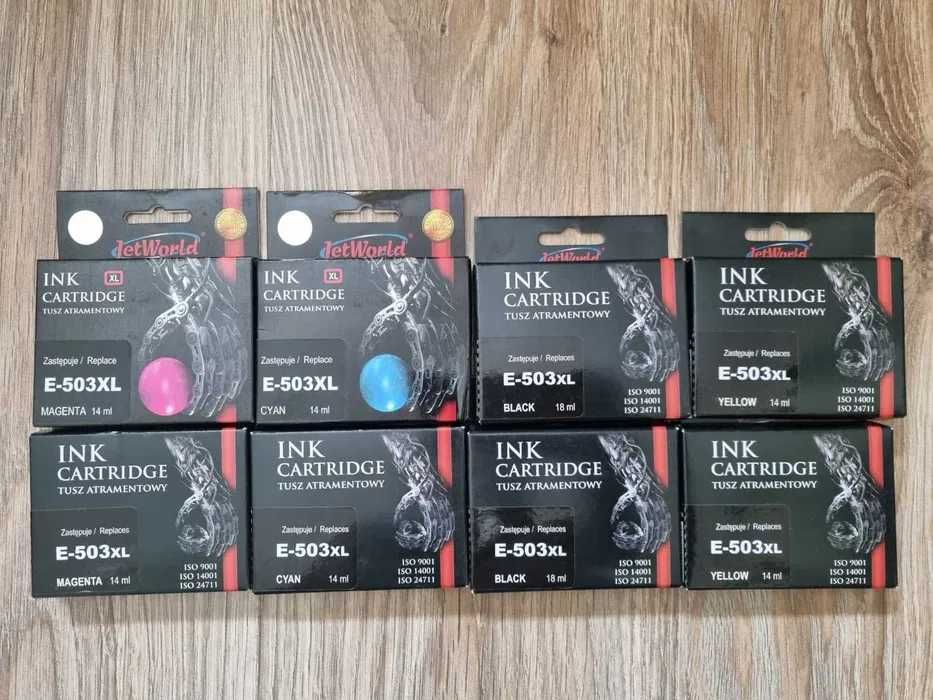 JetWorld
INK XL
CARTRIDGE
TUSZ ATRAMENTOWY
Zastępuje / Replace
E-503XL
MAGENTA 14 ml
JetWorld
INK XL
CARTRIDGE
TUSZ ATRAMENTOWY
Zastępuje / Replace
E-503XL
CYAN 14 ml
JetWorld
INK
CARTRIDGE
TUSZ ATRAMENTOWY
Zastępuje / Replaces
E-503XL
BLACK 18 ml
ISO 9001
ISO 14001
ISO 24711
JetWorld
INK
CARTRIDGE
TUSZ ATRAMENTOWY
Zastępuje / Replaces
E-503XL
YELLOW 14 ml
ISO 9001
ISO 14001
ISO 24711
INK
CARTRIDGE
TUSZ ATRAMENTOWY
Zastępuje / Replaces
E-503XL
MAGENTA 14 ml
ISO 9001
ISO 14001
ISO 24711
INK
CARTRIDGE
TUSZ ATRAMENTOWY
Zastępuje / Replaces
E-503XL
CYAN 14 ml
ISO 9001
ISO 14001
ISO 24711
INK
CARTRIDGE
TUSZ ATRAMENTOWY
Zastępuje / Replaces
E-503XL
BLACK 18 ml
ISO 9001
ISO 14001
ISO 24711
INK
CARTRIDGE
TUSZ ATRAMENTOWY
Zastępuje / Replaces
E-503XL
YELLOW 14 ml
ISO 9001
ISO 14001
ISO 24711